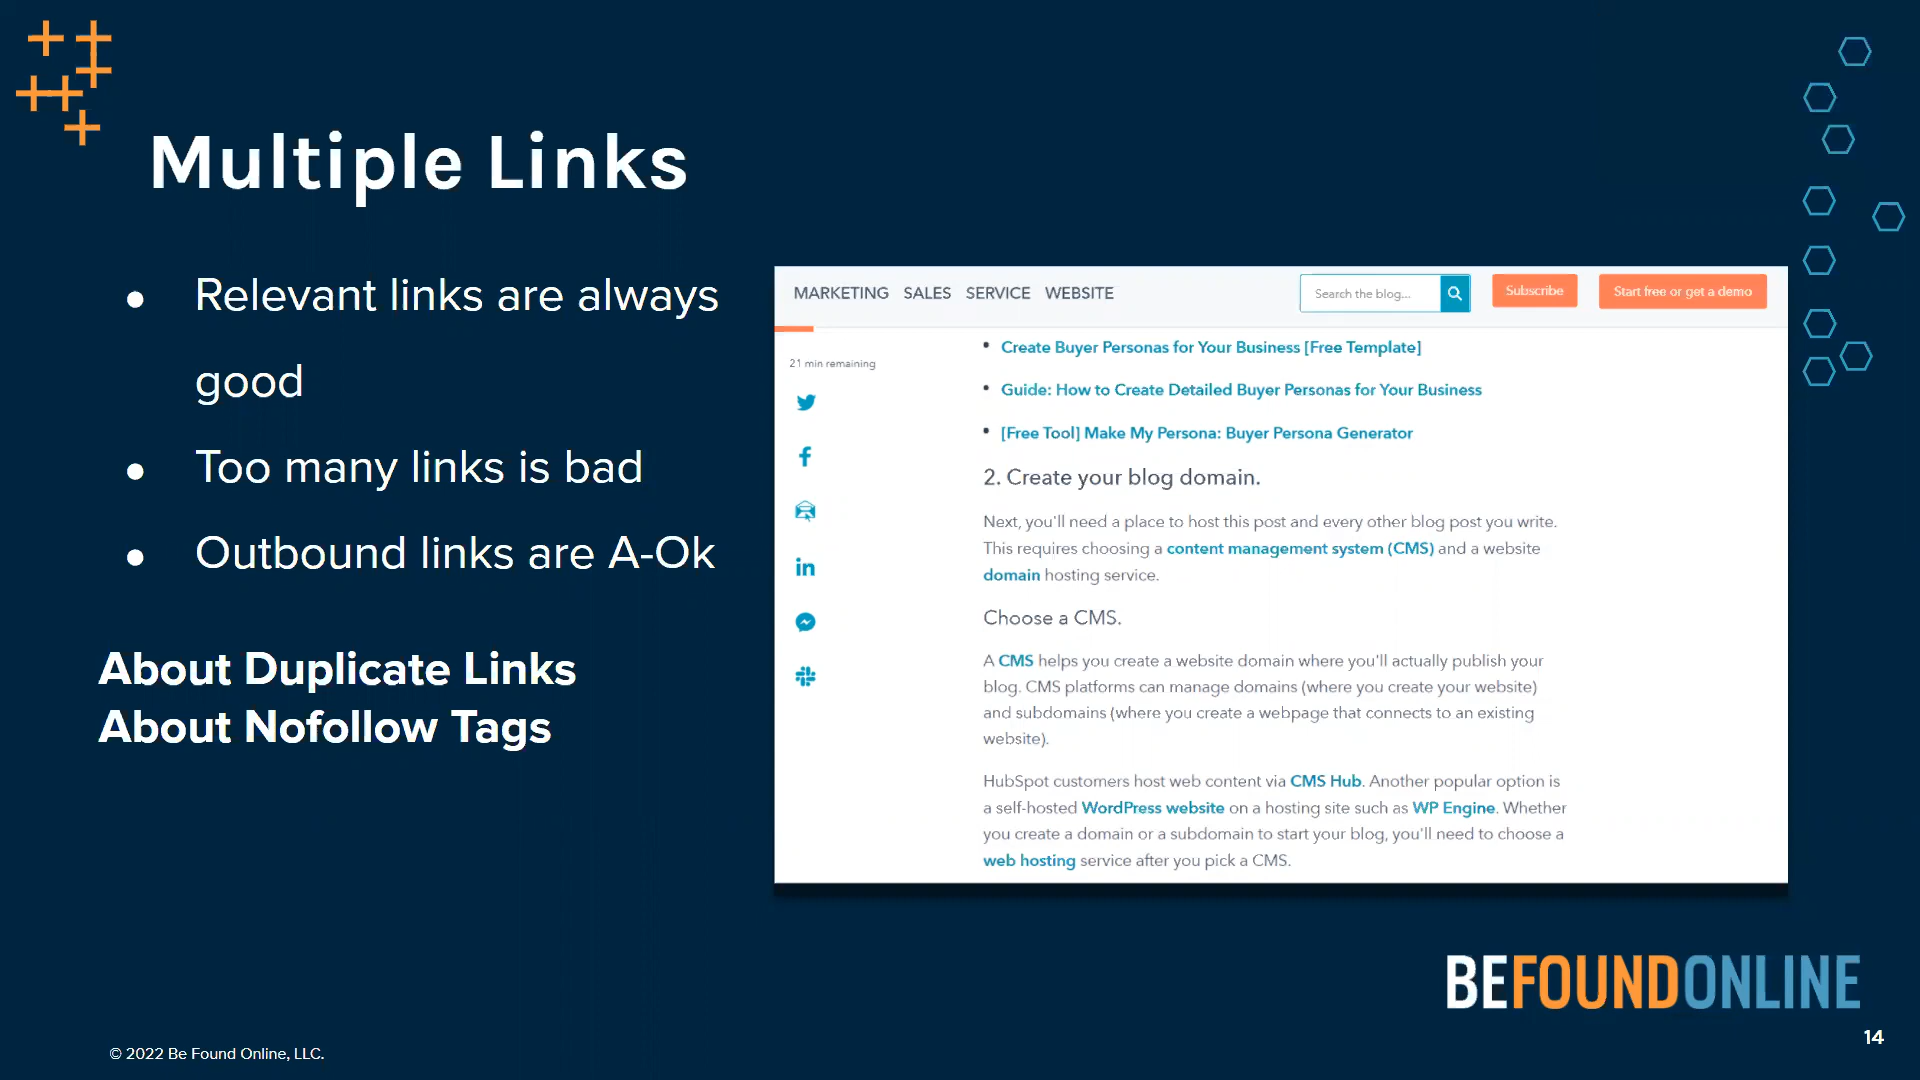 Multiple Links
● Relevant links are always
good
● Too many links is bad
● Outbound links are A-Ok
About Duplicate Links
About Nofollow Tags
MARKETING SALES SERVICE WEBSITE
Search the blog...
Subscribe
Start free or get a demo
21 min remaining
• Create Buyer Personas for Your Business [Free Template]
• Guide: How to Create Detailed Buyer Personas for Your Business
• [Free Tool] Make My Persona: Buyer Persona Generator
2. Create your blog domain.
Next, you'll need a place to host this post and every other blog post you write.
This requires choosing a content management system (CMS) and a website
domain hosting service.
Choose a CMS.
A CMS helps you create a website domain where you'll actually publish your
blog. CMS platforms can manage domains (where you create your website)
and subdomains (where you create a webpage that connects to an existing
website).
HubSpot customers host web content via CMS Hub. Another popular option is
a self-hosted WordPress website on a hosting site such as WP Engine. Whether
you create a domain or a subdomain to start your blog, you'll need to choose a
web hosting service after you pick a CMS.
BEFOUNDONLINE
14
© 2022 Be Found Online, LLC.